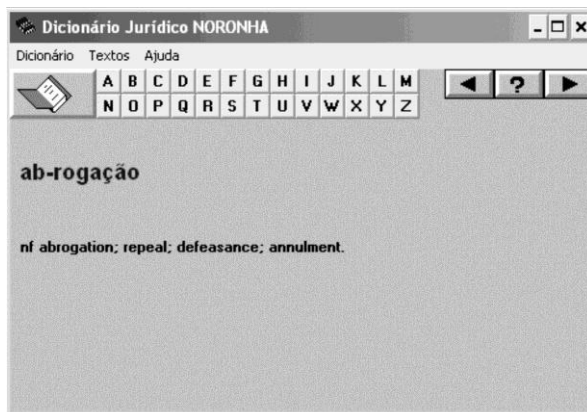 Dicionário Jurídico NORONHA
Dicionário Textos Ajuda
A B C D E F G H I J K L M
N O P Q R S T U V W X Y Z
?
ab-rogação
nf abrogation; repeal; defeasance; annulment.